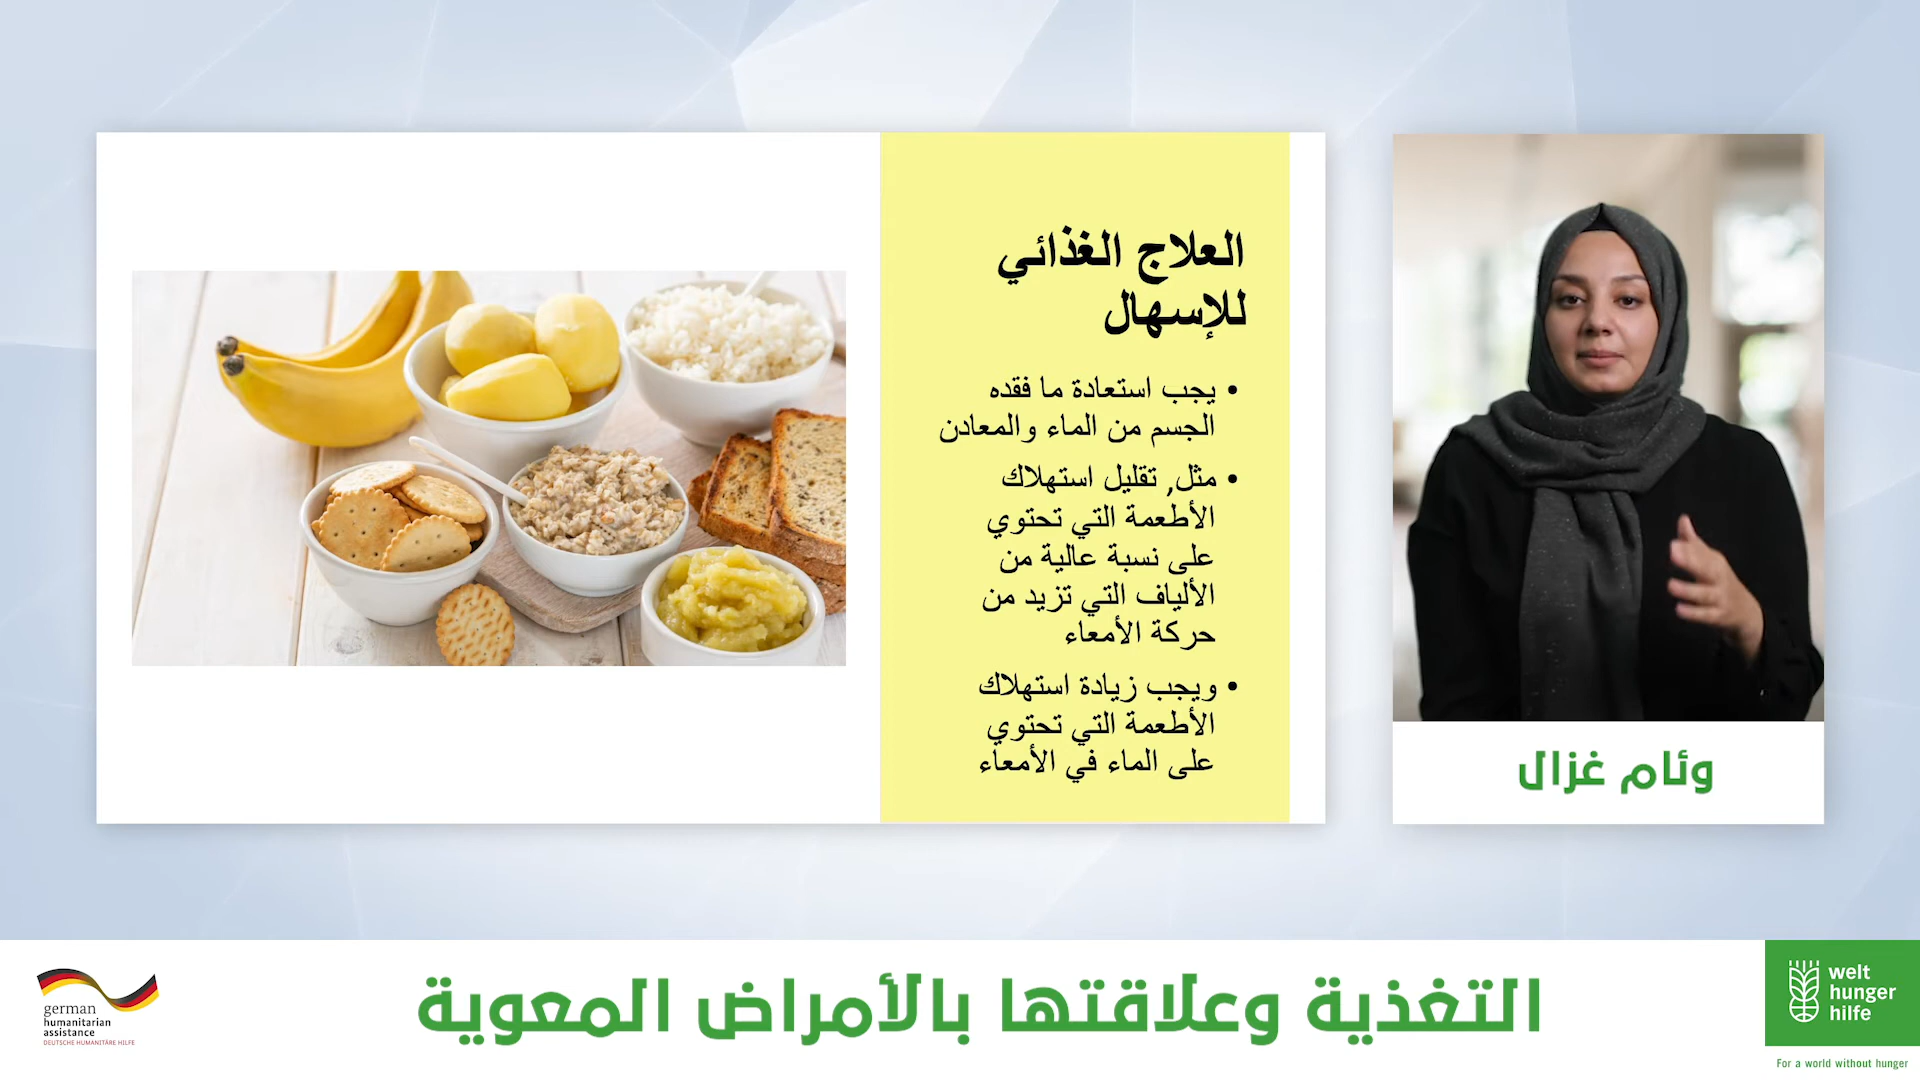 العلاج الغذائي
للإسهال
• يجب استعادة ما فقده
الجسم من الماء والمعادن
• مثل, تقليل استهلاك
الأطعمة التي تحتوي
على نسبة عالية من
الألياف التي تزيد من
حركة الأمعاء
• ويجب زيادة استهلاك
الأطعمة التي تحتوي
على الماء في الأمعاء
وئام غزال
التغذية وعلاقتها بالأمراض المعوية
german
humanitarian
assistance
DEUTSCHE HUMANITÄRE HILFE
welt
hunger
hilfe
For a world without hunger